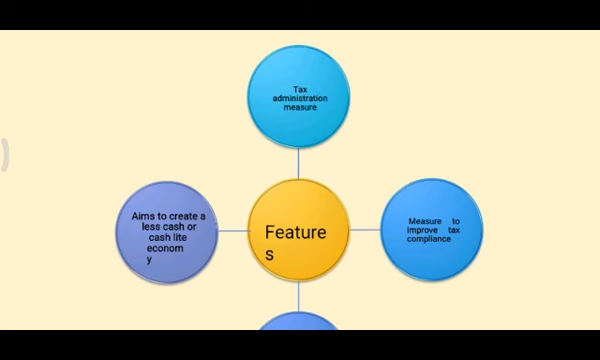 Tax
administration
measure
Aims to create a
less cash or
cash lite
econom
y
Feature
s
Measure to
improve tax
compliance